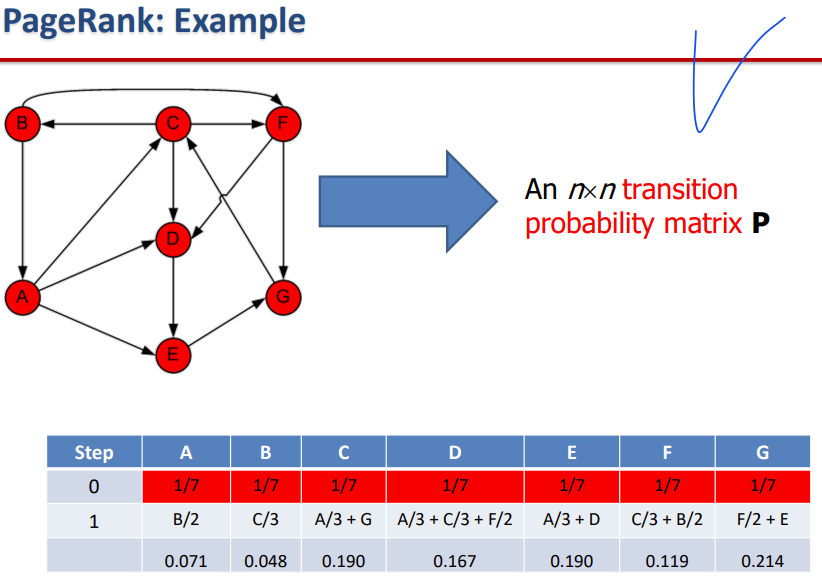 PageRank: Example
B
C
F
An n×n transition
probability matrix P
D
A
G
E
Step A B C D E F G
0 1/7 1/7 1/7 1/7 1/7 1/7 1/7
1 B/2 C/3 A/3 + G A/3 + C/3 + F/2 A/3 + D C/3 + B/2 F/2 + E
0.071 0.048 0.190 0.167 0.190 0.119 0.214